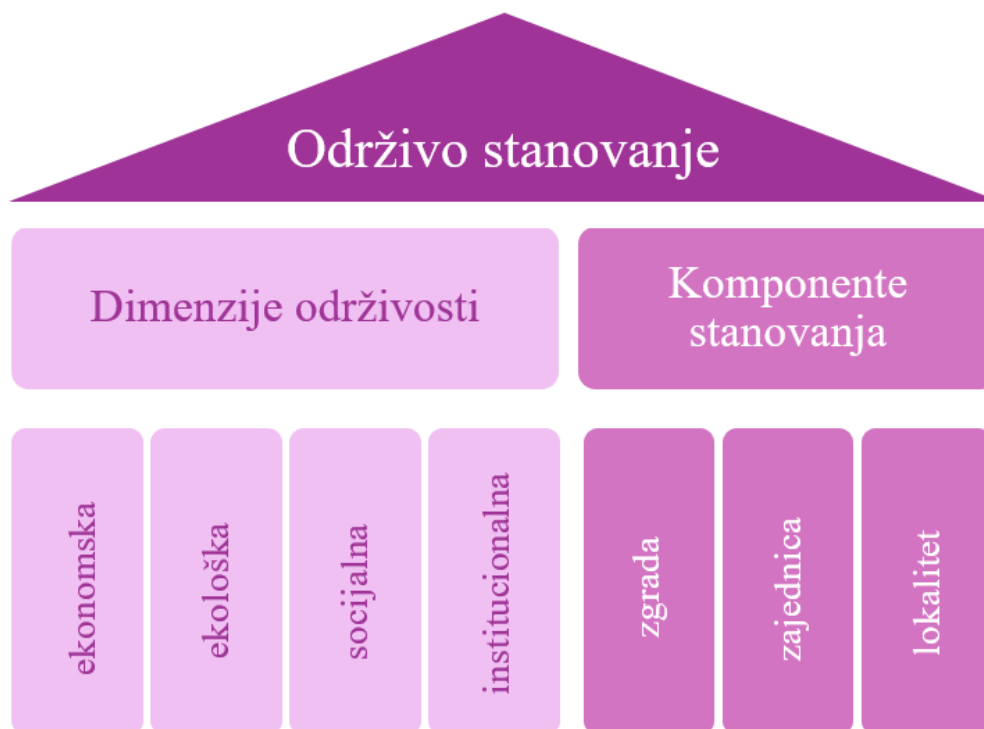 Održivo stanovanje
Dimenzije održivosti
Komponente
stanovanja
ekonomska
ekološka
socijalna
institucionalna
zgrada
zajednica
lokalitet